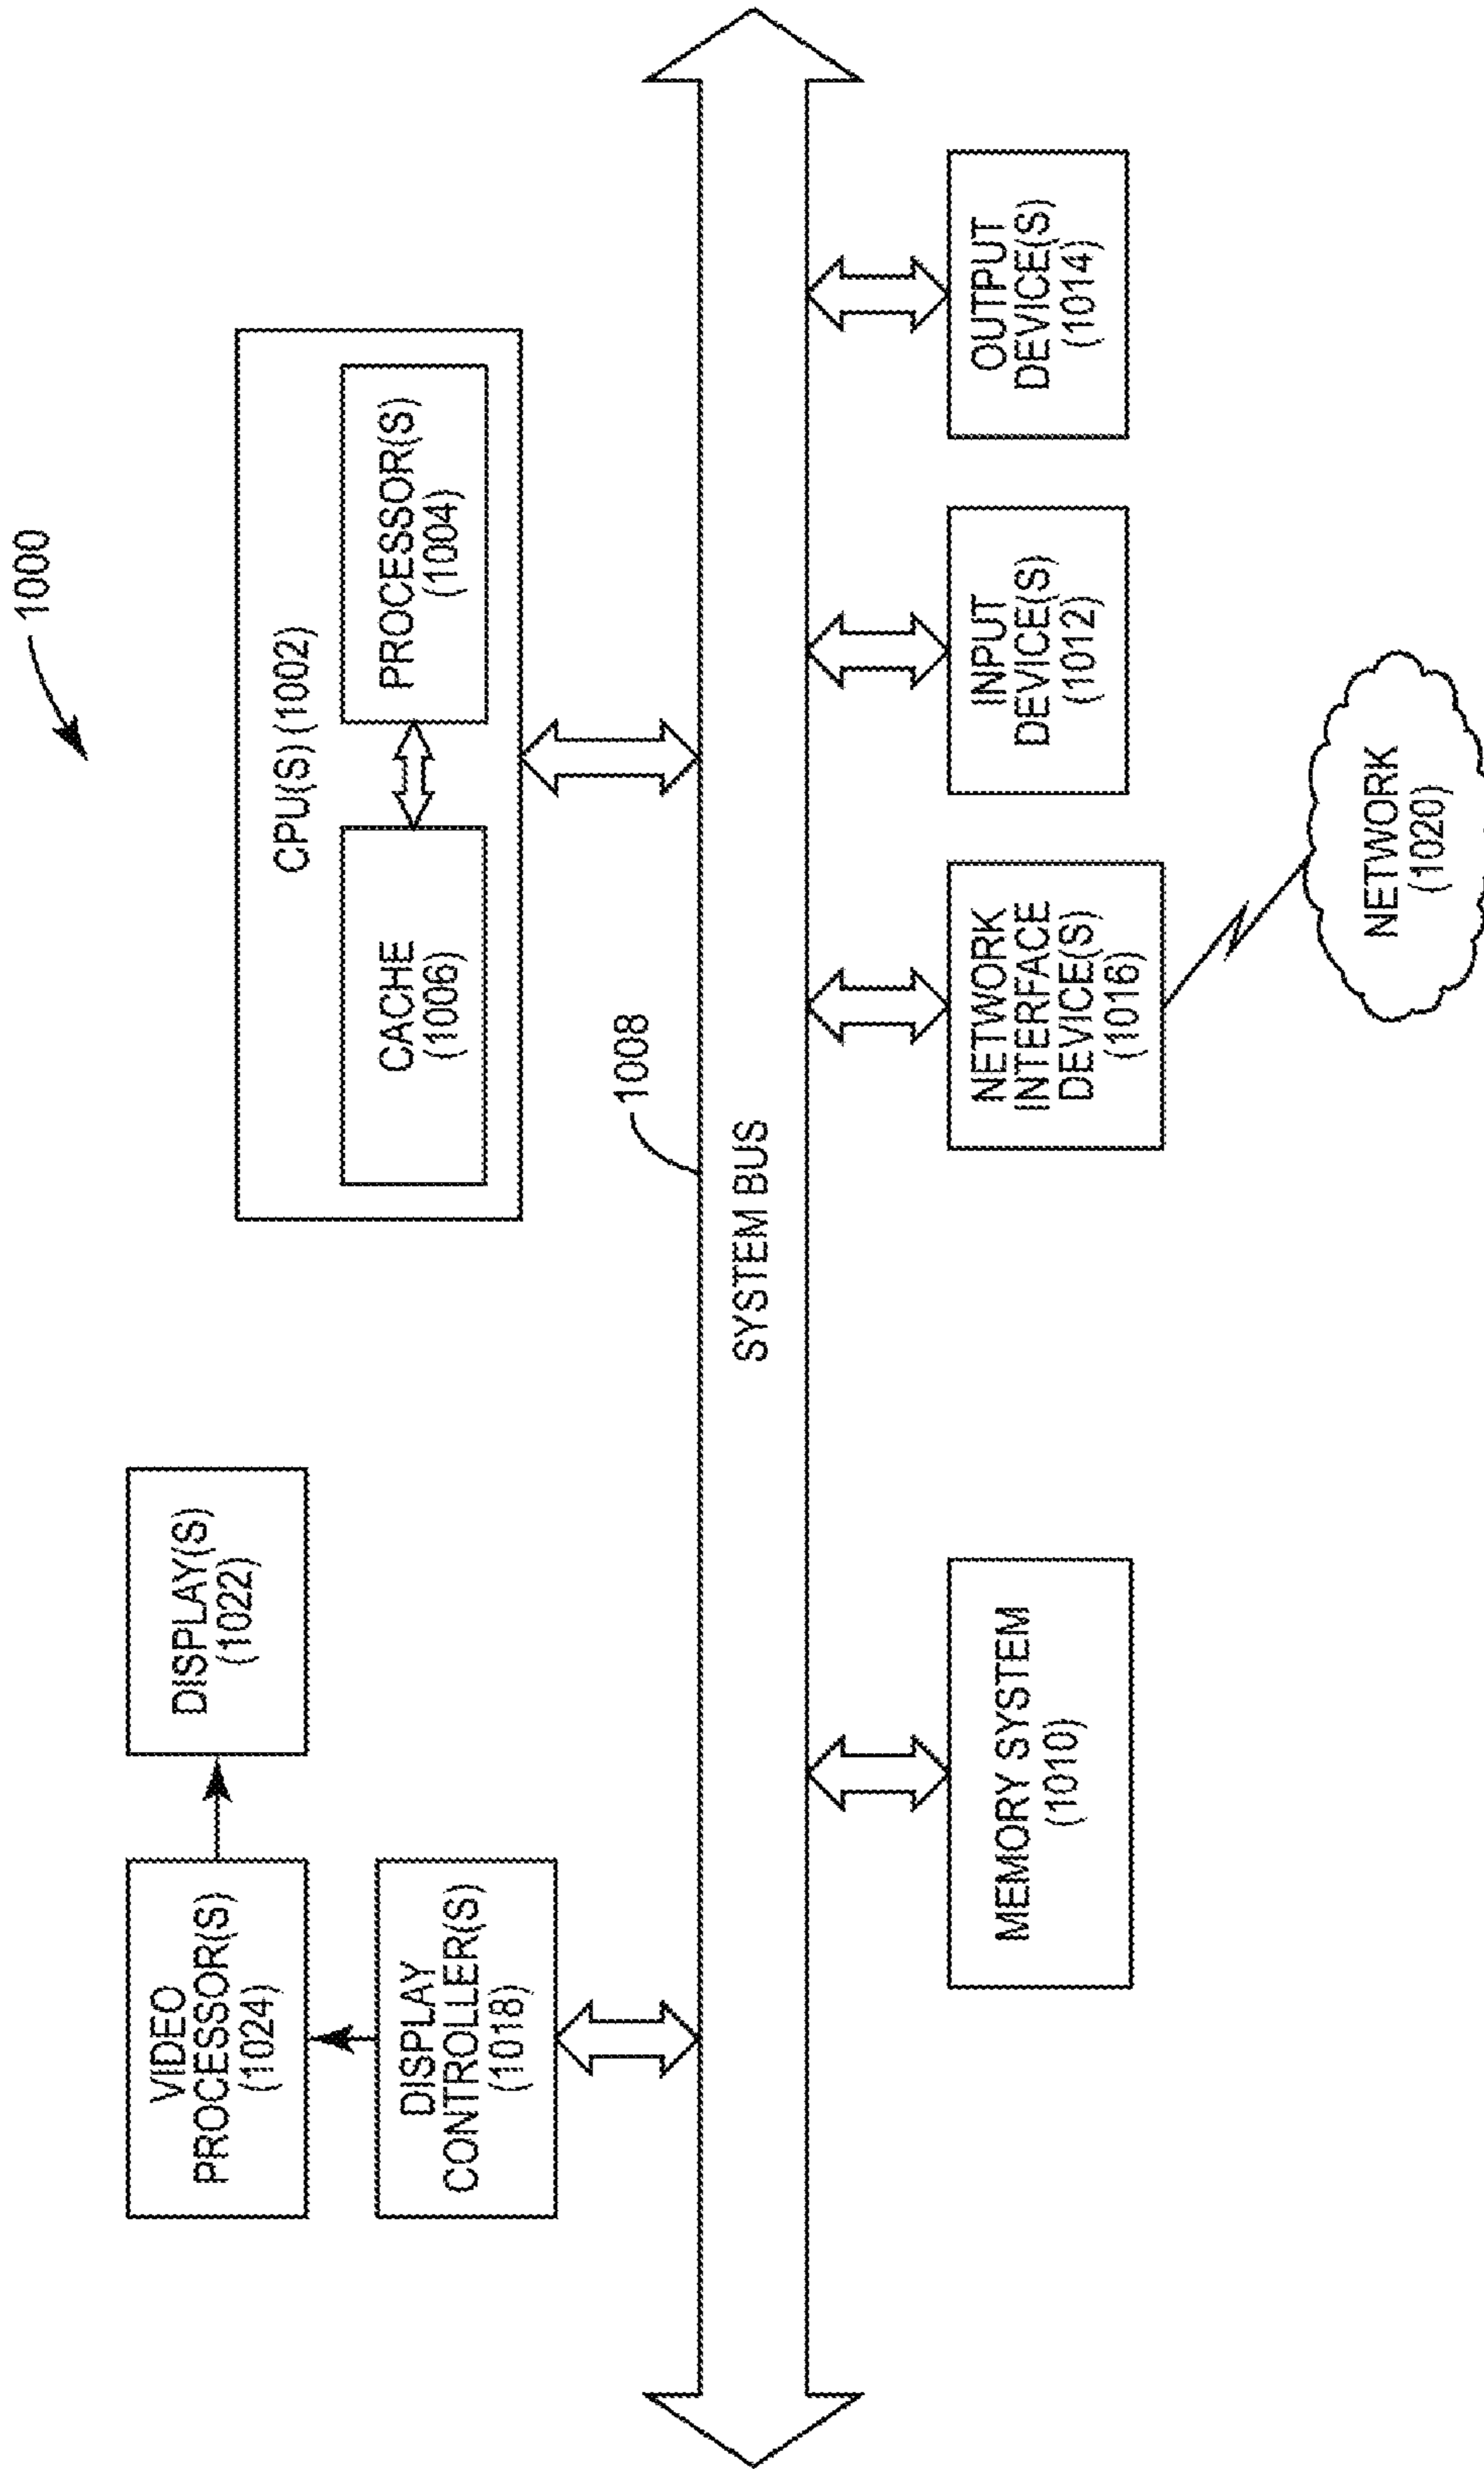 1000
VIDEO
PROCESSOR(S)
(1024)
DISPLAY(S)
(1022)
DISPLAY
CONTROLLER(S)
(1018)
CPU(S) (1002)
CACHE
(1006)
PROCESSOR(S)
(1004)
1008
SYSTEM BUS
MEMORY SYSTEM
(1010)
NETWORK
INTERFACE
DEVICE(S)
(1016)
INPUT
DEVICE(S)
(1012)
OUTPUT
DEVICE(S)
(1014)
NETWORK
(1020)